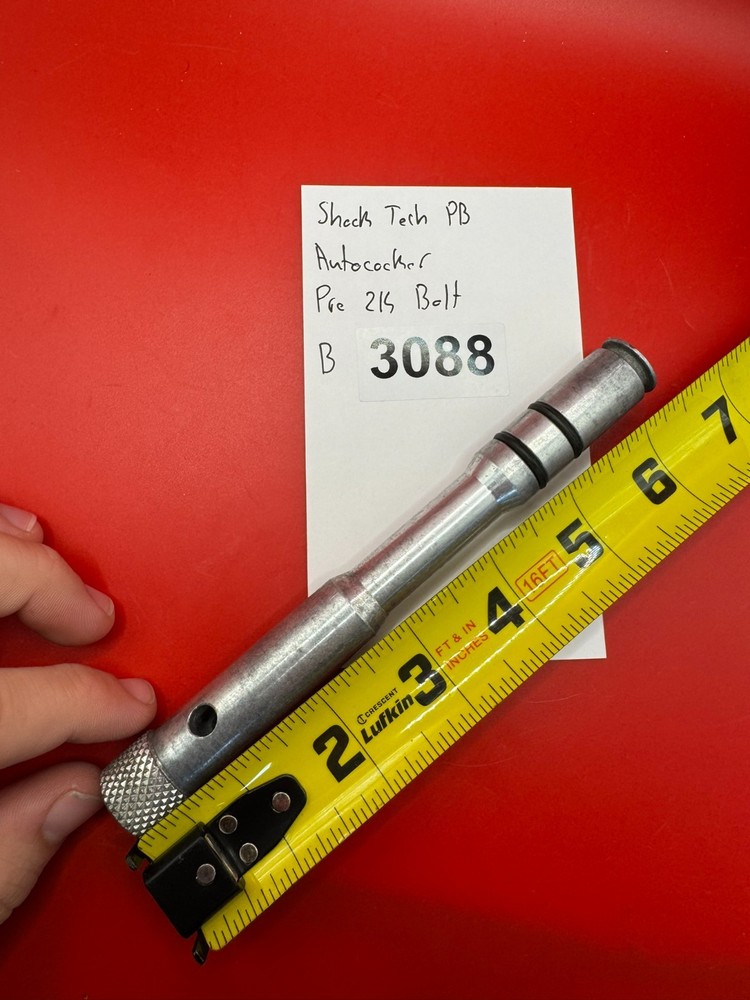 Shock Tech PB
Autococker
Pre 2K Bolt
B 3088
2 3 4 5 6 7
CRESCENT
Lufkin
FT & IN
INCHES
16FT